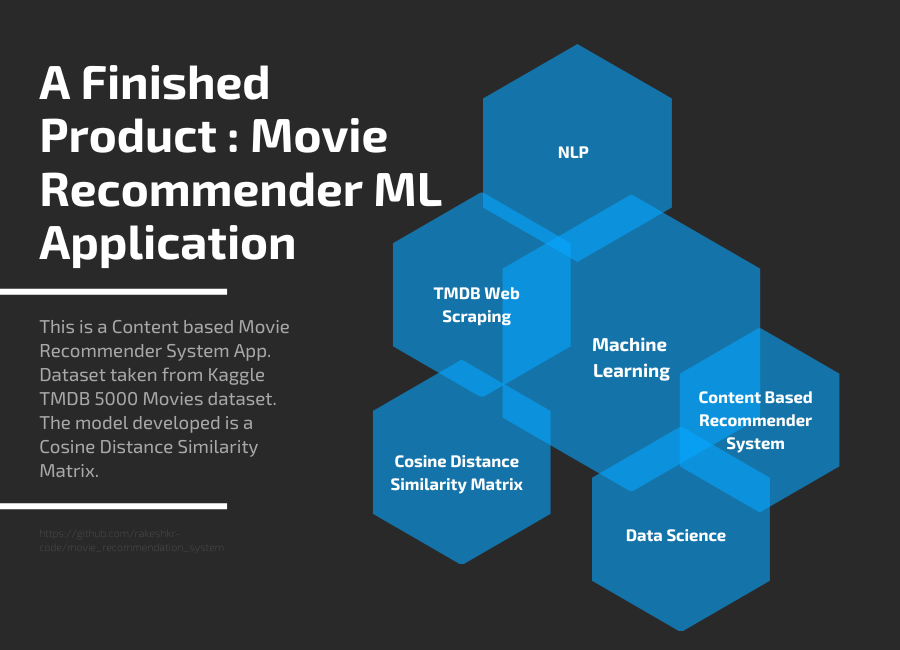 A Finished
Product : Movie
Recommender ML
Application
This is a Content based Movie
Recommender System App.
Dataset taken from Kaggle
TMDB 5000 Movies dataset.
The model developed is a
Cosine Distance Similarity
Matrix.
https://github.com/rakeshkr-
code/movie_recommendation_system
NLP
TMDB Web
Scraping
Machine
Learning
Content Based
Recommender
System
Cosine Distance
Similarity Matrix
Data Science